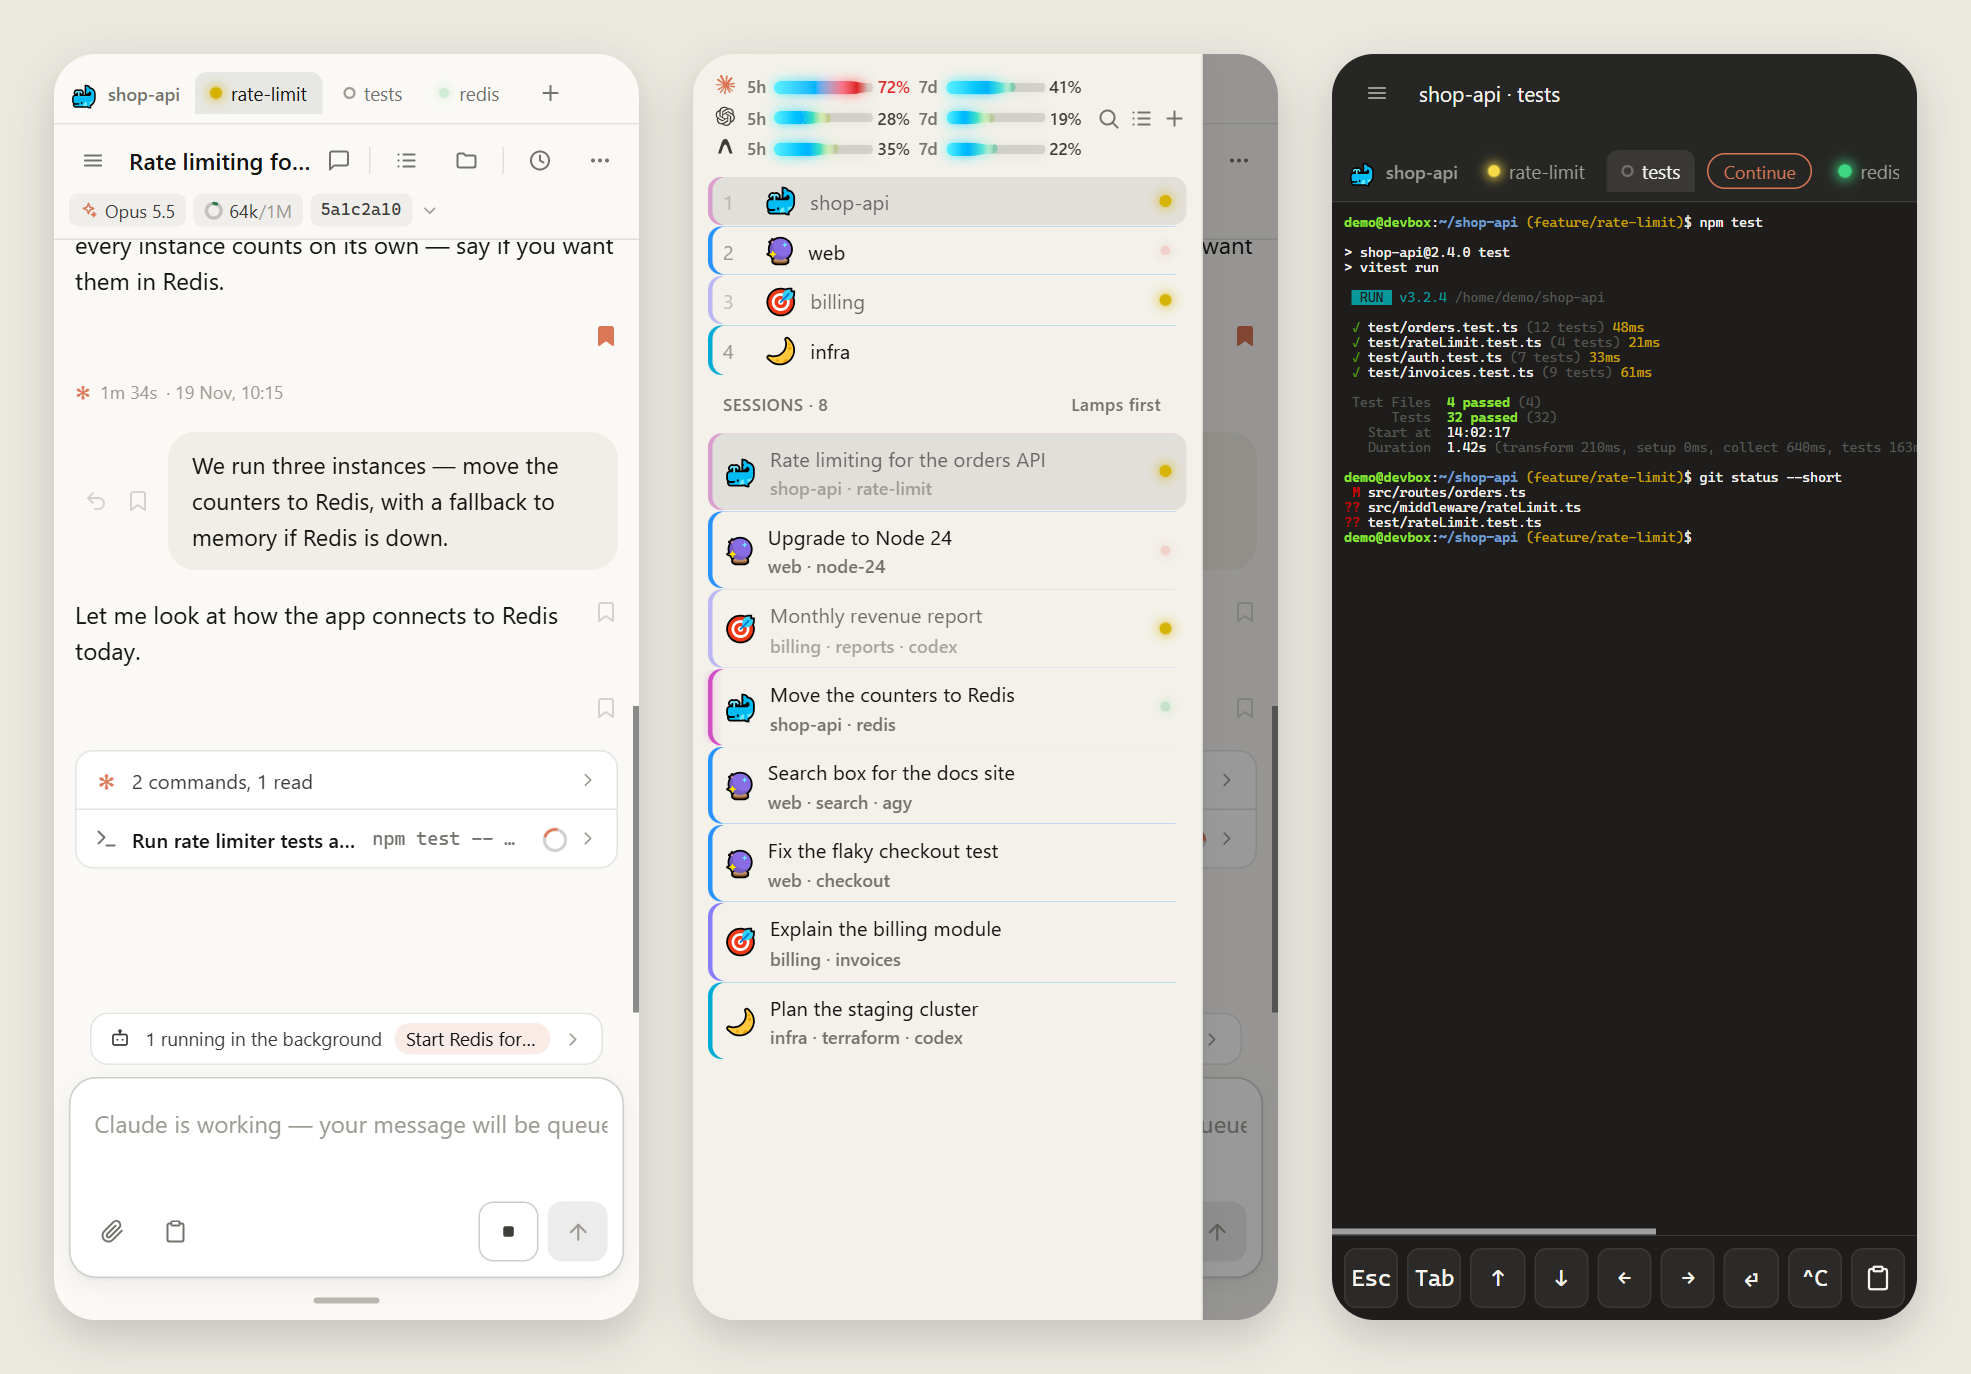 shop-api
rate-limit
tests
redis
Rate limiting fo...
Opus 5.5
64k/1M
5a1c2a10
every instance counts on its own — say if you want
them in Redis.
1m 34s · 19 Nov, 10:15
We run three instances — move the
counters to Redis, with a fallback to
memory if Redis is down.
Let me look at how the app connects to Redis
today.
2 commands, 1 read
Run rate limiter tests a... npm test -- …
1 running in the background Start Redis for...
Claude is working — your message will be queue
5h 72% 7d 41%
5h 28% 7d 19%
5h 35% 7d 22%
1 shop-api
2 web
3 billing
4 infra
SESSIONS · 8 Lamps first
Rate limiting for the orders API
shop-api · rate-limit
Upgrade to Node 24
web · node-24
Monthly revenue report
billing · reports · codex
Move the counters to Redis
shop-api · redis
Search box for the docs site
web · search · agy
Fix the flaky checkout test
web · checkout
Explain the billing module
billing · invoices
Plan the staging cluster
infra · terraform · codex
want
ueue
shop-api · tests
shop-api
rate-limit
tests
Continue
redis
demo@devbox:~/shop-api (feature/rate-limit)$ npm test
> shop-api@2.4.0 test
> vitest run
RUN v3.2.4 /home/demo/shop-api
✓ test/orders.test.ts (12 tests) 48ms
✓ test/rateLimit.test.ts (4 tests) 21ms
✓ test/auth.test.ts (7 tests) 33ms
✓ test/invoices.test.ts (9 tests) 61ms
Test Files 4 passed (4)
Tests 32 passed (32)
Start at 14:02:17
Duration 1.42s (transform 210ms, setup 0ms, collect 640ms, tests 163m
demo@devbox:~/shop-api (feature/rate-limit)$ git status --short
M src/routes/orders.ts
?? src/middleware/rateLimit.ts
?? test/rateLimit.test.ts
demo@devbox:~/shop-api (feature/rate-limit)$
Esc Tab ↑ ↓ ← → ⏎ ^C